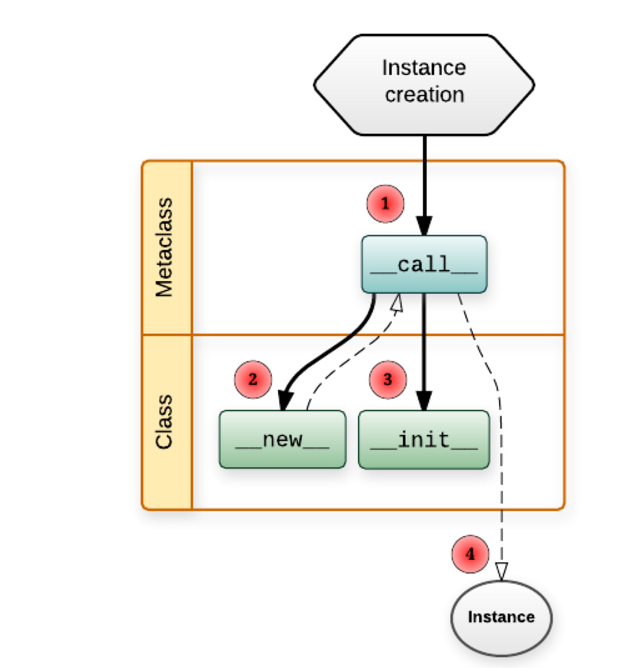 Instance
creation
Metaclass
1
__call__
Class
2
3
__new__
__init__
4
Instance